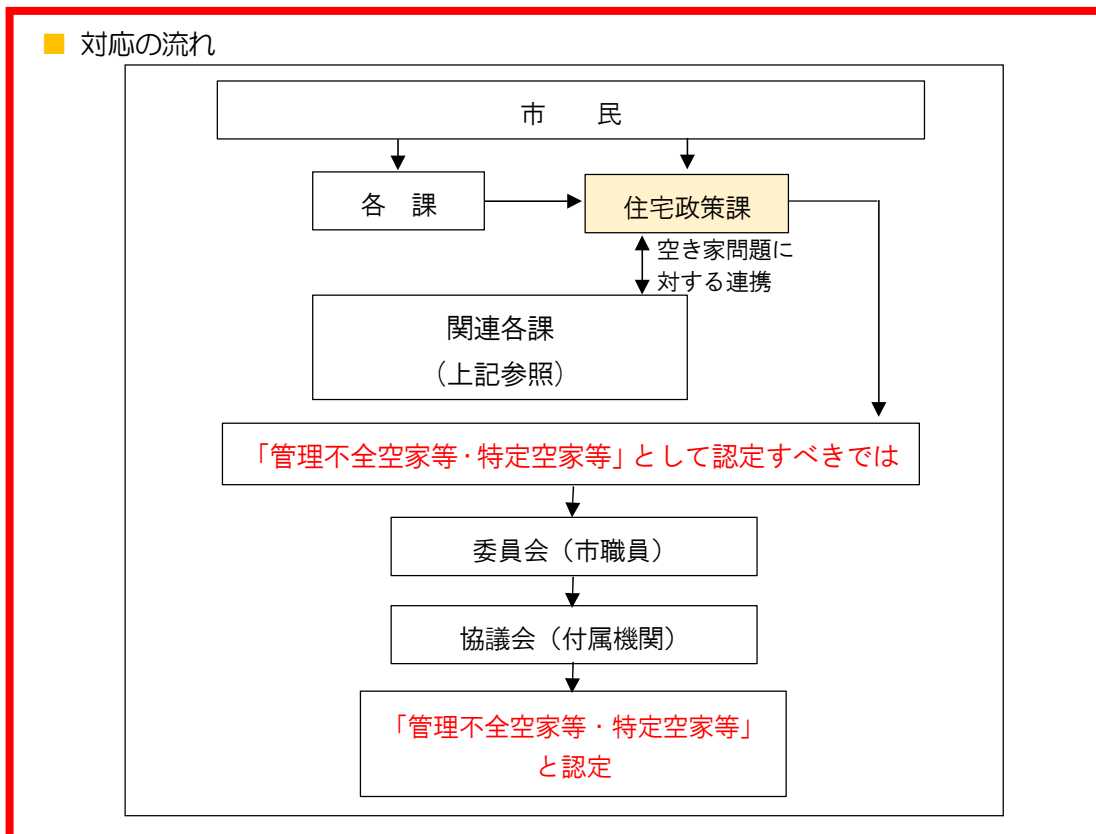 ■ 対応の流れ
市　　民
各　課
住宅政策課
空き家問題に
対する連携
関連各課
（上記参照）
「管理不全空家等・特定空家等」として認定すべきでは
委員会（市職員）
協議会（付属機関）
「管理不全空家等・特定空家等」
と認定